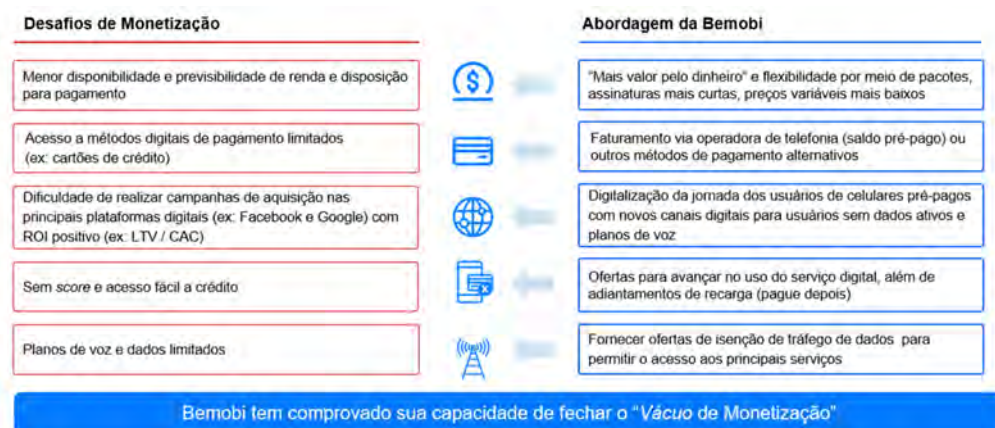 Desafios de Monetização
Abordagem da Bemobi
Menor disponibilidade e previsibilidade de renda e disposição
para pagamento
"Mais valor pelo dinheiro" e flexibilidade por meio de pacotes,
assinaturas mais curtas, preços variáveis mais baixos
Acesso a métodos digitais de pagamento limitados
(ex: cartões de crédito)
Faturamento via operadora de telefonia (saldo pré-pago) ou
outros métodos de pagamento alternativos
Dificuldade de realizar campanhas de aquisição nas
principais plataformas digitais (ex: Facebook e Google) com
ROI positivo (ex: LTV / CAC)
Digitalização da jornada dos usuários de celulares pré-pagos
com novos canais digitais para usuários sem dados ativos e
planos de voz
Sem score e acesso fácil a crédito
Ofertas para avançar no uso do serviço digital, além de
adiantamentos de recarga (pague depois)
Planos de voz e dados limitados
Fornecer ofertas de isenção de tráfego de dados para
permitir o acesso aos principais serviços
Bemobi tem comprovado sua capacidade de fechar o "Vácuo de Monetização"